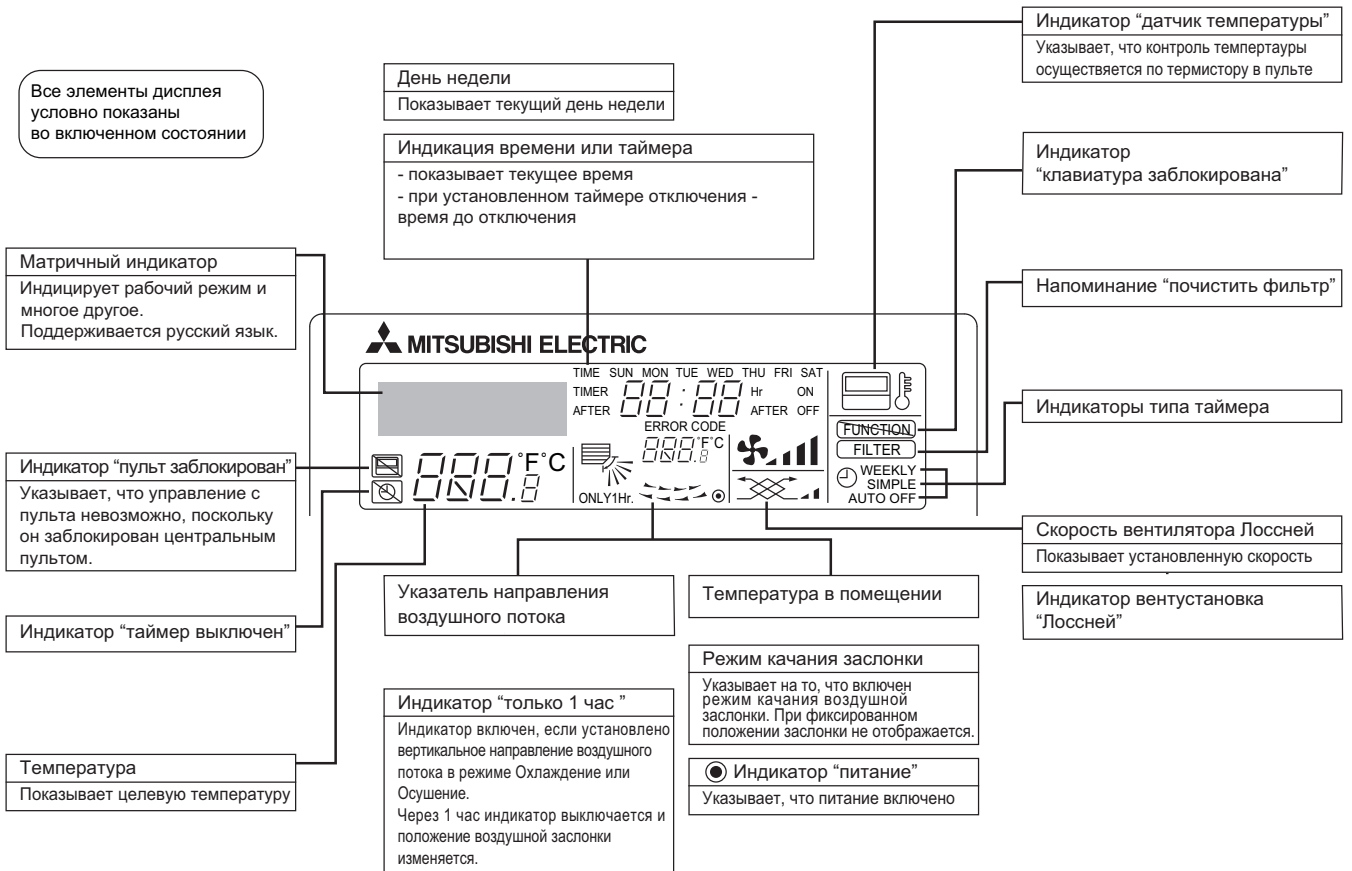 Все элементы дисплея
условно показаны
во включенном состоянии
День недели
Показывает текущий день недели
Индикация времени или таймера
- показывает текущее время
- при установленном таймере отключения -
время до отключения
Индикатор “датчик температуры”
Указывает, что контроль темпертауры
осуществяется по термистору в пульте
Индикатор
“клавиатура заблокирована”
Напоминание “почистить фильтр”
Индикаторы типа таймера
Скорость вентилятора Лоссней
Показывает установленную скорость
Индикатор вентустановка
“Лоссней”
Матричный индикатор
Индицирует рабочий режим и
многое другое.
Поддерживается русский язык.
Индикатор “пульт заблокирован”
Указывает, что управление с
пульта невозможно, поскольку
он заблокирован центральным
пультом.
Индикатор “таймер выключен”
Температура
Показывает целевую температуру
MITSUBISHI ELECTRIC
TIME SUN MON TUE WED THU FRI SAT
TIMER 88:88 Hr ON
AFTER AFTER OFF
ERROR CODE
888.8 °F°C
888.8 °F°C
ONLY1Hr.
FUNCTION
FILTER
WEEKLY
SIMPLE
AUTO OFF
Указатель направления
воздушного потока
Температура в помещении
Индикатор “только 1 час ”
Индикатор включен, если установлено
вертикальное направление воздушного
потока в режиме Охлаждение или
Осушение.
Через 1 час индикатор выключается и
положение воздушной заслонки
изменяется.
Режим качания заслонки
Указывает на то, что включен
режим качания воздушной
заслонки. При фиксированном
положении заслонки не отображается.
Индикатор “питание”
Указывает, что питание включено